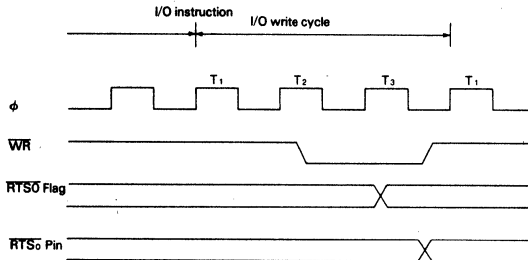 I/O instruction
I/O write cycle
T1 T2 T3 T1
φ
WR
RTS0 Flag
RTS0 Pin